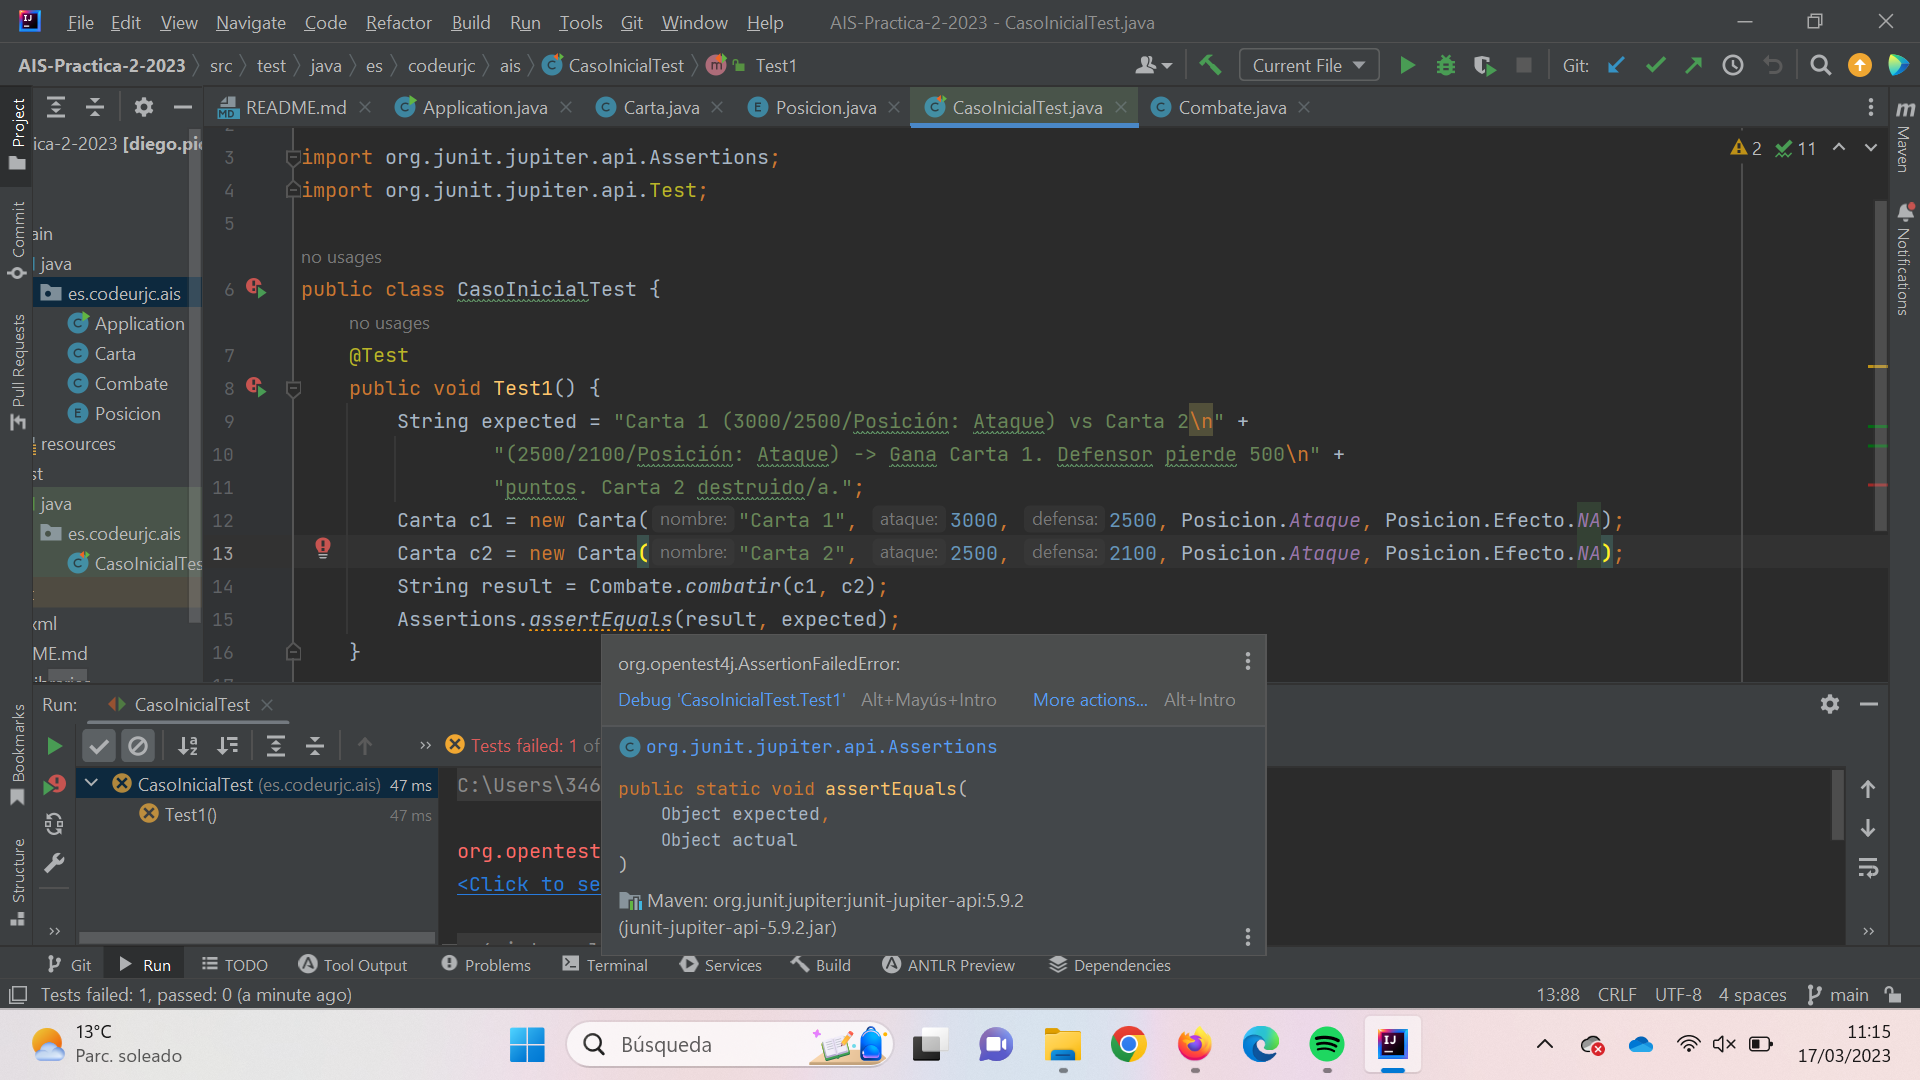 File Edit View Navigate Code Refactor Build Run Tools Git Window Help AIS-Practica-2-2023 - CasoInicialTest.java
AIS-Practica-2-2023 src test java es codeurjc ais CasoInicialTest Test1
Current File Git:
README.md Application.java Carta.java Posicion.java CasoInicialTest.java Combate.java
Project
Commit
Pull Requests
Bookmarks
Structure
ica-2-2023 [diego.pi
ain
java
es.codeurjc.ais
Application
Carta
Combate
Posicion
resources
st
java
es.codeurjc.ais
CasoInicialTes
xml
ME.md
2 11
3 import org.junit.jupiter.api.Assertions;
4 import org.junit.jupiter.api.Test;
5
no usages
6 public class CasoInicialTest {
no usages
7 @Test
8 public void Test1() {
9 String expected = "Carta 1 (3000/2500/Posición: Ataque) vs Carta 2\n" +
10 "(2500/2100/Posición: Ataque) -> Gana Carta 1. Defensor pierde 500\n" +
11 "puntos. Carta 2 destruido/a.";
12 Carta c1 = new Carta( nombre: "Carta 1", ataque: 3000, defensa: 2500, Posicion.Ataque, Posicion.Efecto.NA);
13 Carta c2 = new Carta( nombre: "Carta 2", ataque: 2500, defensa: 2100, Posicion.Ataque, Posicion.Efecto.NA);
14 String result = Combate.combatir(c1, c2);
15 Assertions.assertEquals(result, expected);
16 }
Maven
Notifications
org.opentest4j.AssertionFailedError:
Debug 'CasoInicialTest.Test1' Alt+Mayús+Intro More actions... Alt+Intro
org.junit.jupiter.api.Assertions
public static void assertEquals(
Object expected,
Object actual
)
Maven: org.junit.jupiter:junit-jupiter-api:5.9.2
(junit-jupiter-api-5.9.2.jar)
Run: CasoInicialTest
Tests failed: 1 of
CasoInicialTest (es.codeurjc.ais) 47 ms
Test1() 47 ms
C:\Users\346
org.opentest
<Click to se
Git Run TODO Tool Output Problems Terminal Services Build ANTLR Preview Dependencies
Tests failed: 1, passed: 0 (a minute ago) 13:88 CRLF UTF-8 4 spaces main
13°C
Parc. soleado
Búsqueda
11:15
17/03/2023